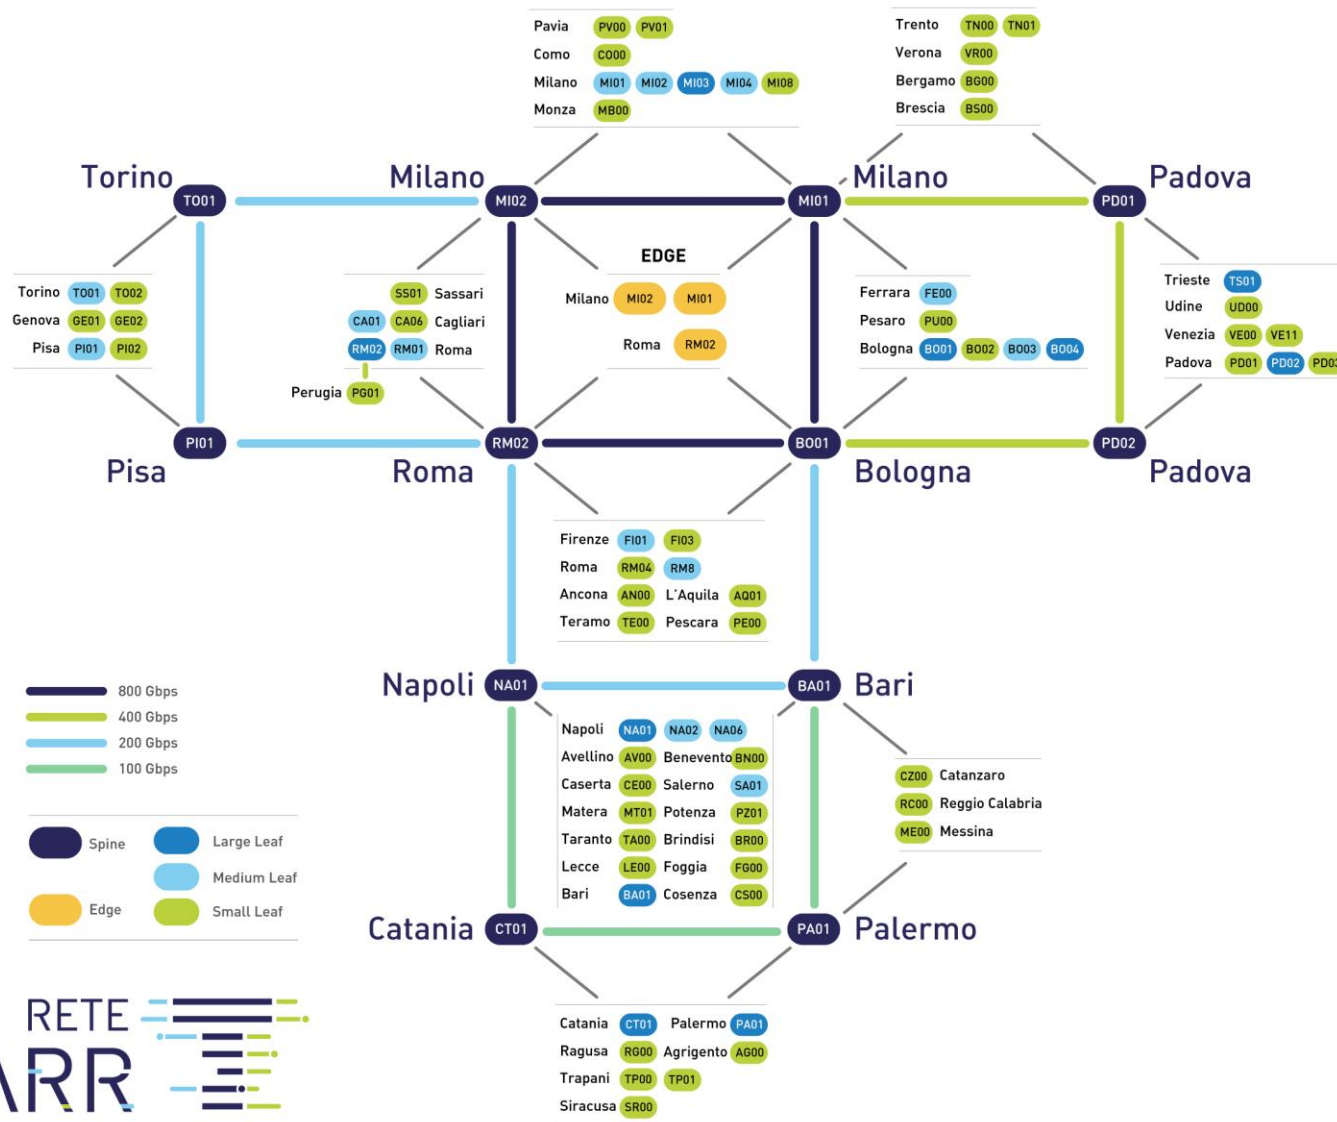 Pavia PV00 PV01
Como CO00
Milano MI01 MI02 MI03 MI04 MI08
Monza MB00
Trento TN00 TN01
Verona VR00
Bergamo BG00
Brescia BS00
Torino
Milano
Milano
Padova
TO01
MI02
MI01
PD01
Torino TO01 TO02
Genova GE01 GE02
Pisa PI01 PI02
SS01 Sassari
CA01 CA06 Cagliari
RM02 RM01 Roma
Perugia PG01
EDGE
Milano MI02 MI01
Roma RM02
Ferrara FE00
Pesaro PU00
Bologna BO01 BO02 BO03 BO04
Trieste TS01
Udine UD00
Venezia VE00 VE11
Padova PD01 PD02 PD03
PI01
RM02
BO01
PD02
Pisa
Roma
Bologna
Padova
Firenze FI01 FI03
Roma RM04 RM8
Ancona AN00 L'Aquila AQ01
Teramo TE00 Pescara PE00
Napoli NA01
BA01 Bari
800 Gbps
400 Gbps
200 Gbps
100 Gbps
Napoli NA01 NA02 NA06
Avellino AV00 Benevento BN00
Caserta CE00 Salerno SA01
Matera MT01 Potenza PZ01
Taranto TA00 Brindisi BR00
Lecce LE00 Foggia FG00
Bari BA01 Cosenza CS00
CZ00 Catanzaro
RC00 Reggio Calabria
ME00 Messina
Spine
Large Leaf
Medium Leaf
Edge
Small Leaf
Catania CT01
PA01 Palermo
Catania CT01 Palermo PA01
Ragusa RG00 Agrigento AG00
Trapani TP00 TP01
Siracusa SR00
RETE
ARR